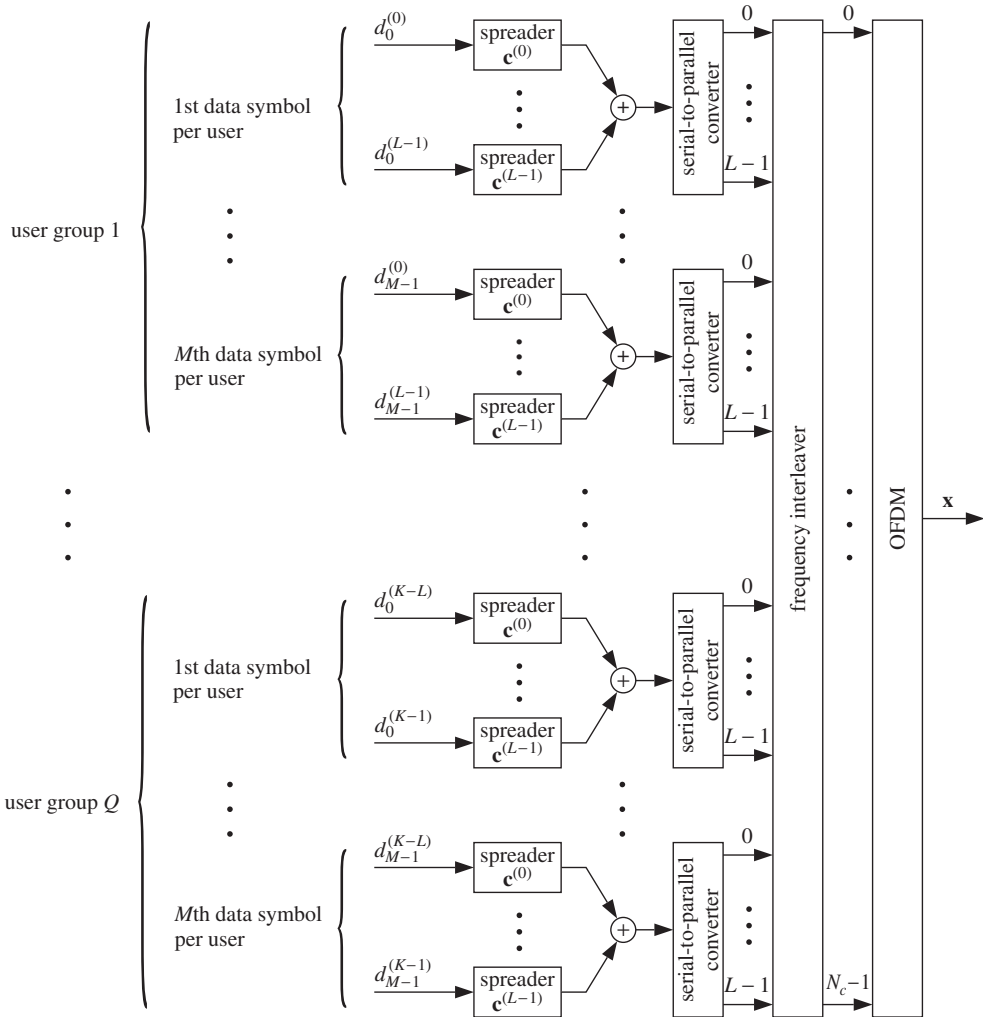 user group 1
1st data symbol
per user
d_0^{(0)}
spreader
c^{(0)}
d_0^{(L−1)}
spreader
c^{(L−1)}
+
serial-to-parallel
converter
0
L − 1
Mth data symbol
per user
d_{M−1}^{(0)}
spreader
c^{(0)}
d_{M−1}^{(L−1)}
spreader
c^{(L−1)}
+
serial-to-parallel
converter
0
L − 1
user group Q
1st data symbol
per user
d_0^{(K−L)}
spreader
c^{(0)}
d_0^{(K−1)}
spreader
c^{(L−1)}
+
serial-to-parallel
converter
0
L − 1
Mth data symbol
per user
d_{M−1}^{(K−L)}
spreader
c^{(0)}
d_{M−1}^{(K−1)}
spreader
c^{(L−1)}
+
serial-to-parallel
converter
0
L − 1
frequency interleaver
0
N_c−1
OFDM
x